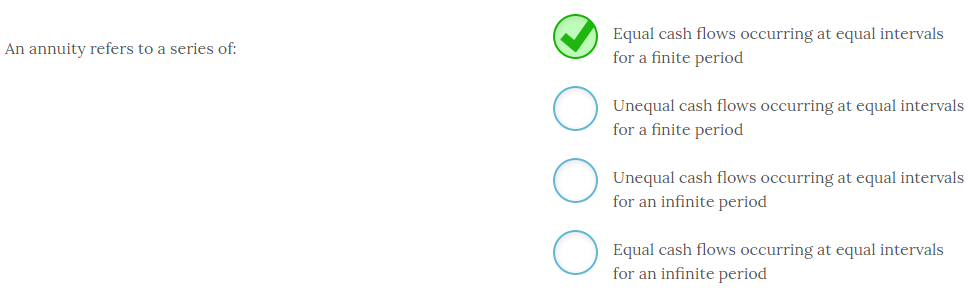 An annuity refers to a series of:
Equal cash flows occurring at equal intervals
for a finite period
Unequal cash flows occurring at equal intervals
for a finite period
Unequal cash flows occurring at equal intervals
for an infinite period
Equal cash flows occurring at equal intervals
for an infinite period